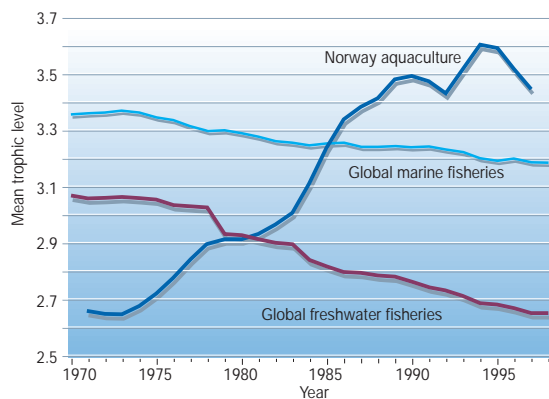 3.7
3.5
3.3
3.1
2.9
2.7
2.5
Mean trophic level
Norway aquaculture
Global marine fisheries
Global freshwater fisheries
1970 1975 1980 1985 1990 1995
Year